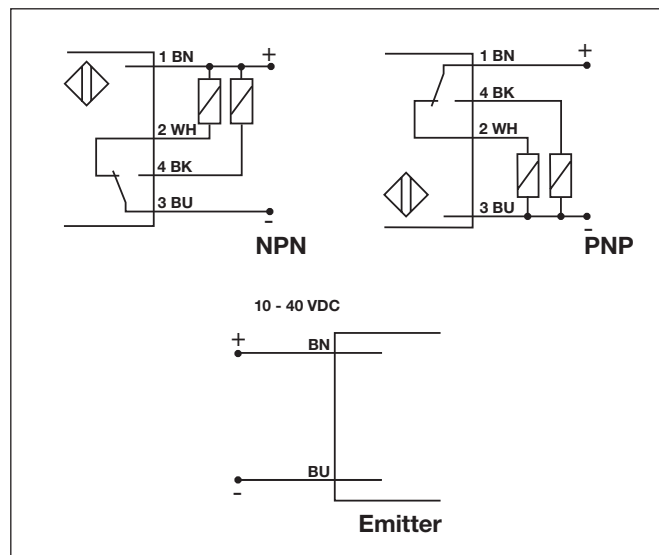 1 BN
+
2 WH
4 BK
3 BU
-
NPN
+
1 BN
4 BK
2 WH
3 BU
-
PNP
10 - 40 VDC
+
BN
BU
-
Emitter